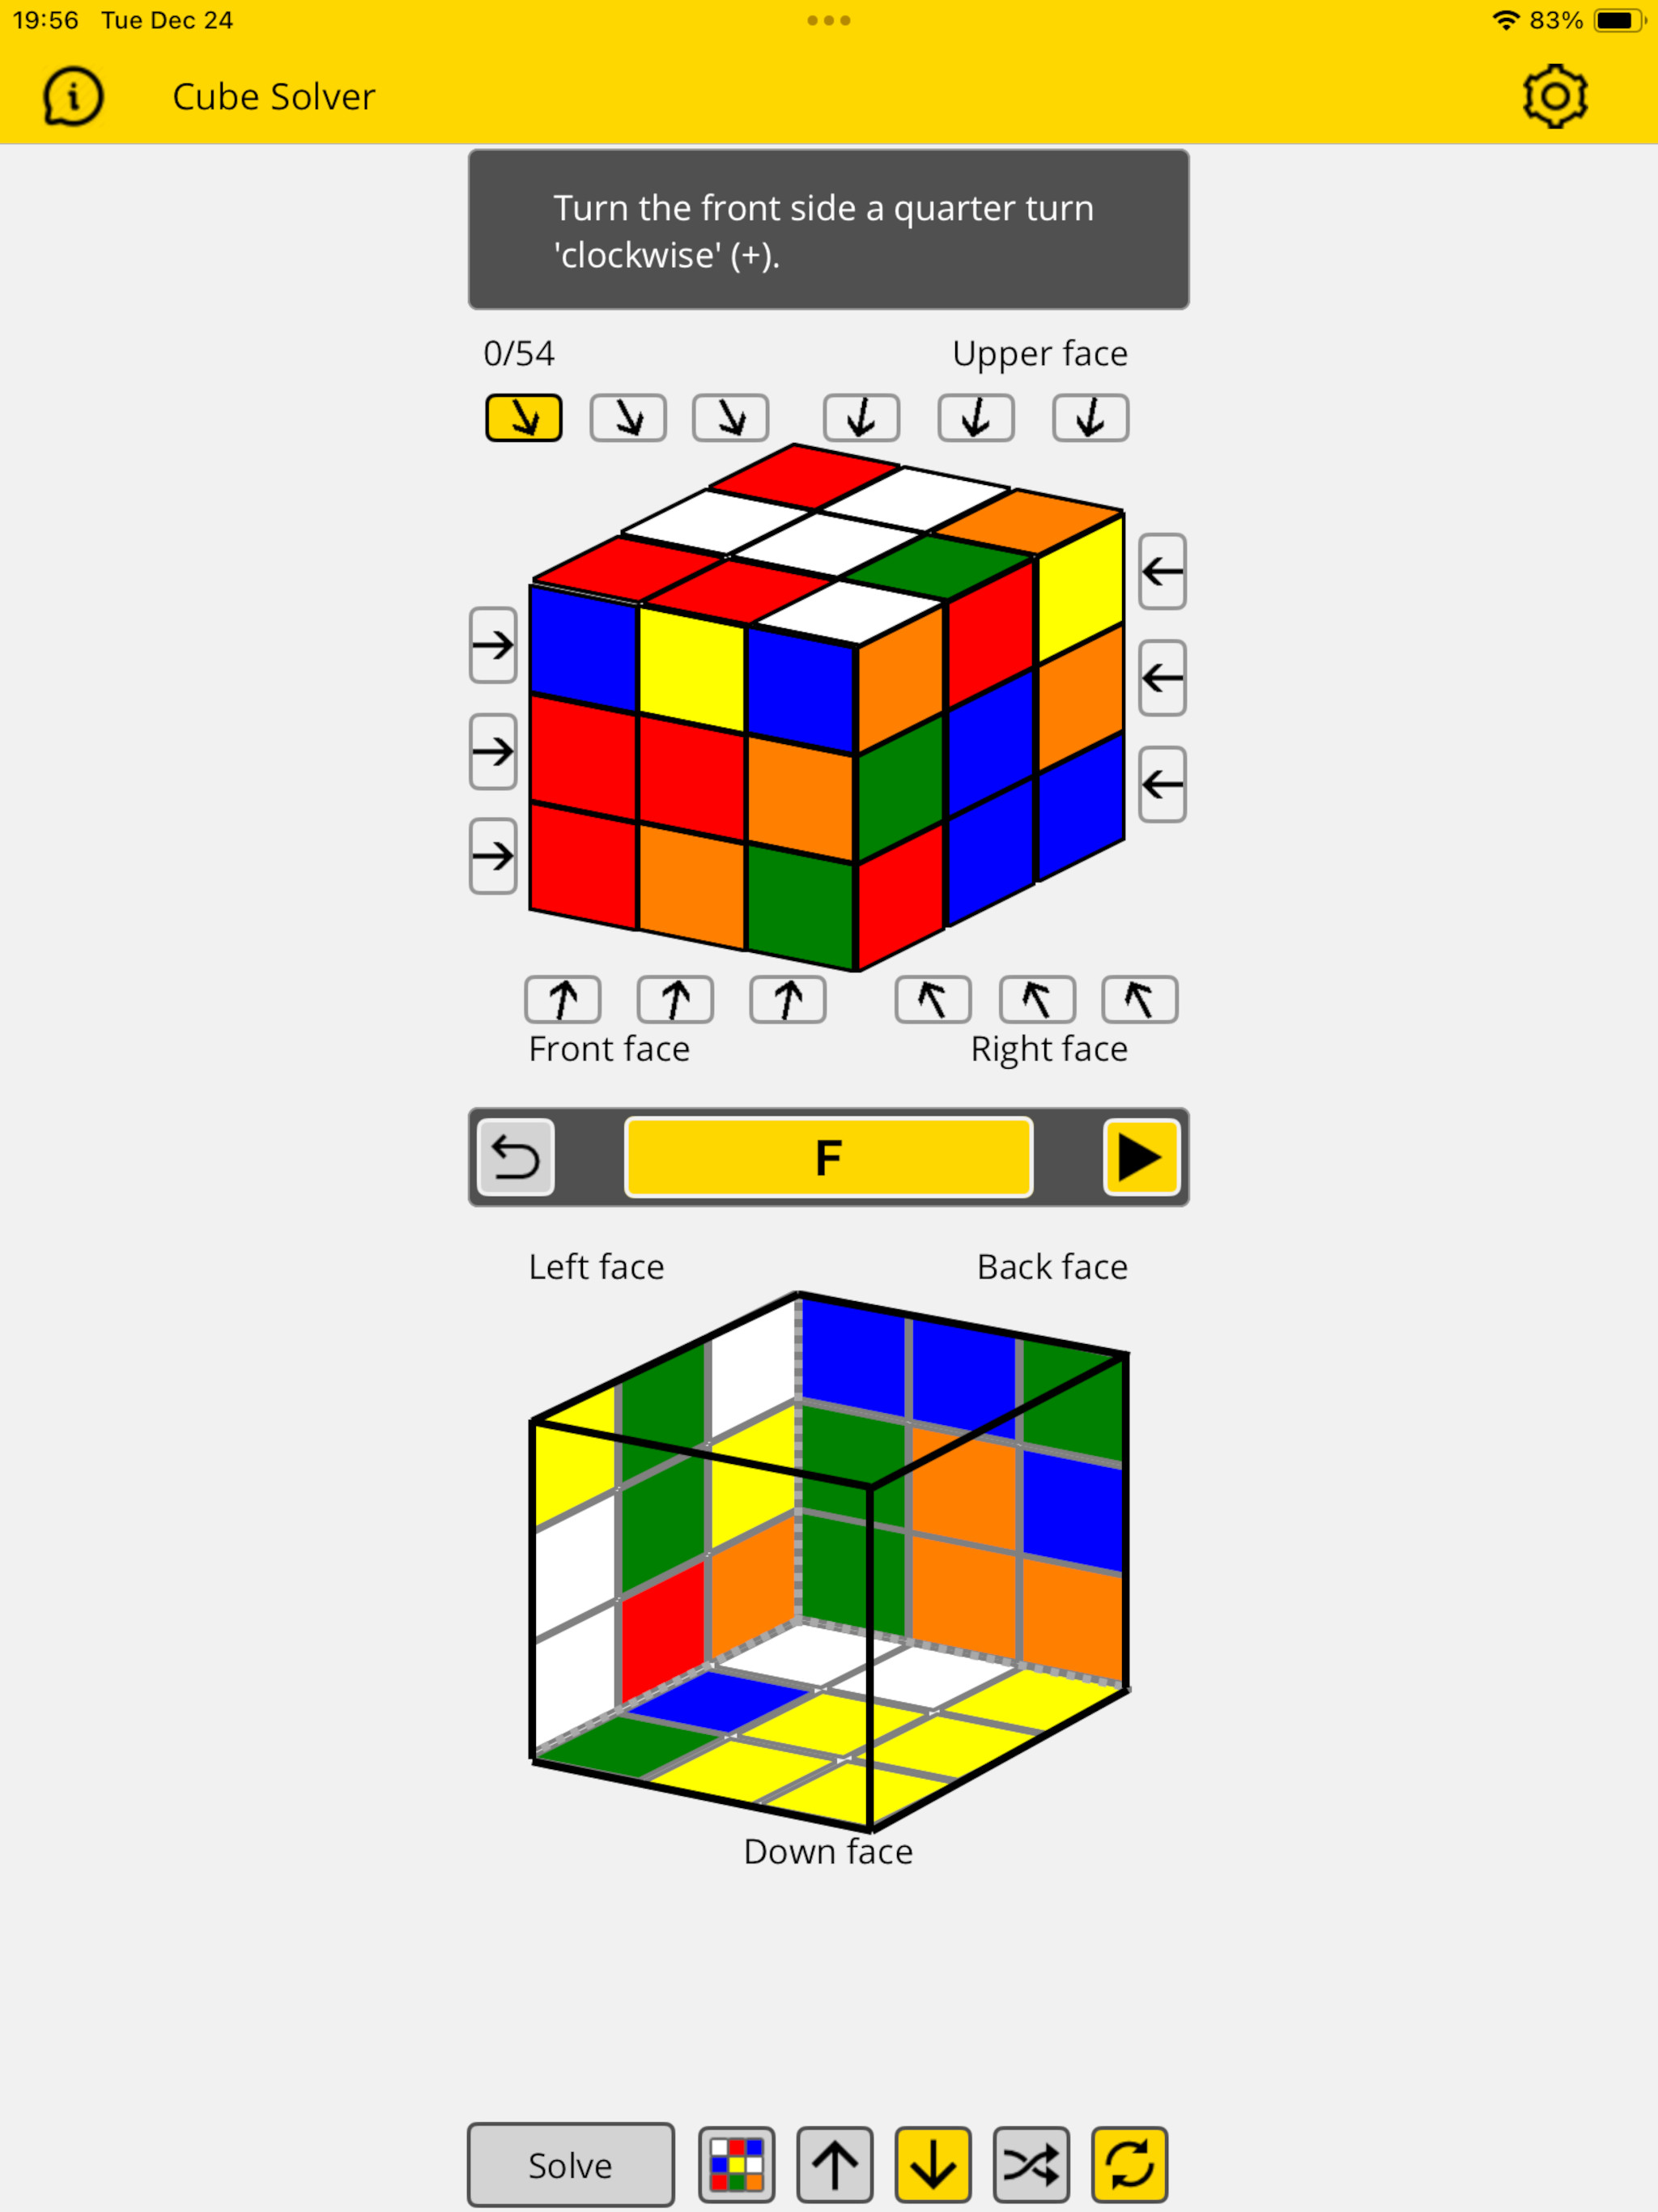 19:56 Tue Dec 24
83%
Cube Solver
Turn the front side a quarter turn
'clockwise' (+).
0/54
Upper face
Front face
Right face
F
Left face
Back face
Down face
Solve